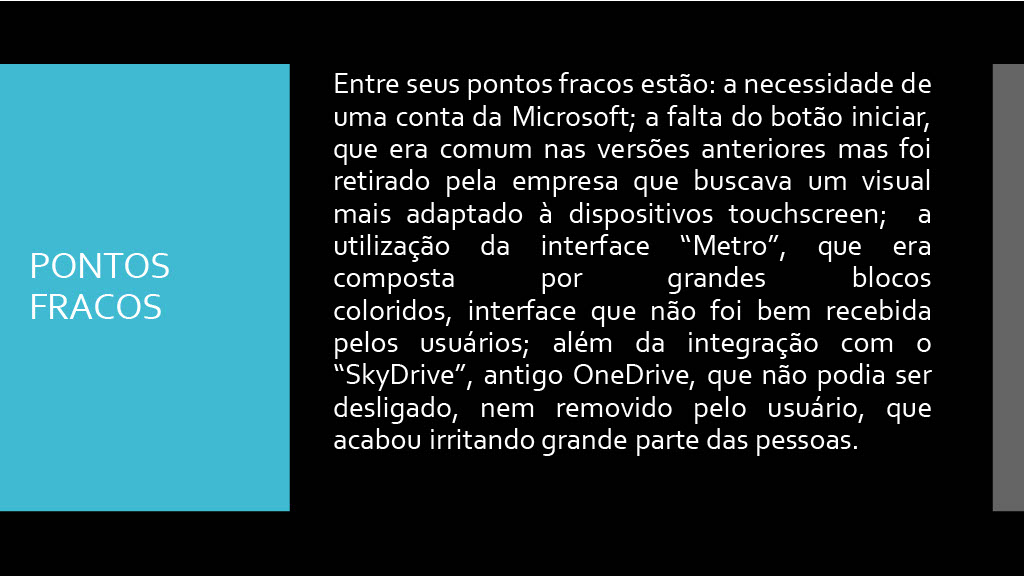 PONTOS
FRACOS
Entre seus pontos fracos estão: a necessidade de
uma conta da Microsoft; a falta do botão iniciar,
que era comum nas versões anteriores mas foi
retirado pela empresa que buscava um visual
mais adaptado à dispositivos touchscreen; a
utilização da interface “Metro”, que era
composta por grandes blocos
coloridos, interface que não foi bem recebida
pelos usuários; além da integração com o
“SkyDrive”, antigo OneDrive, que não podia ser
desligado, nem removido pelo usuário, que
acabou irritando grande parte das pessoas.